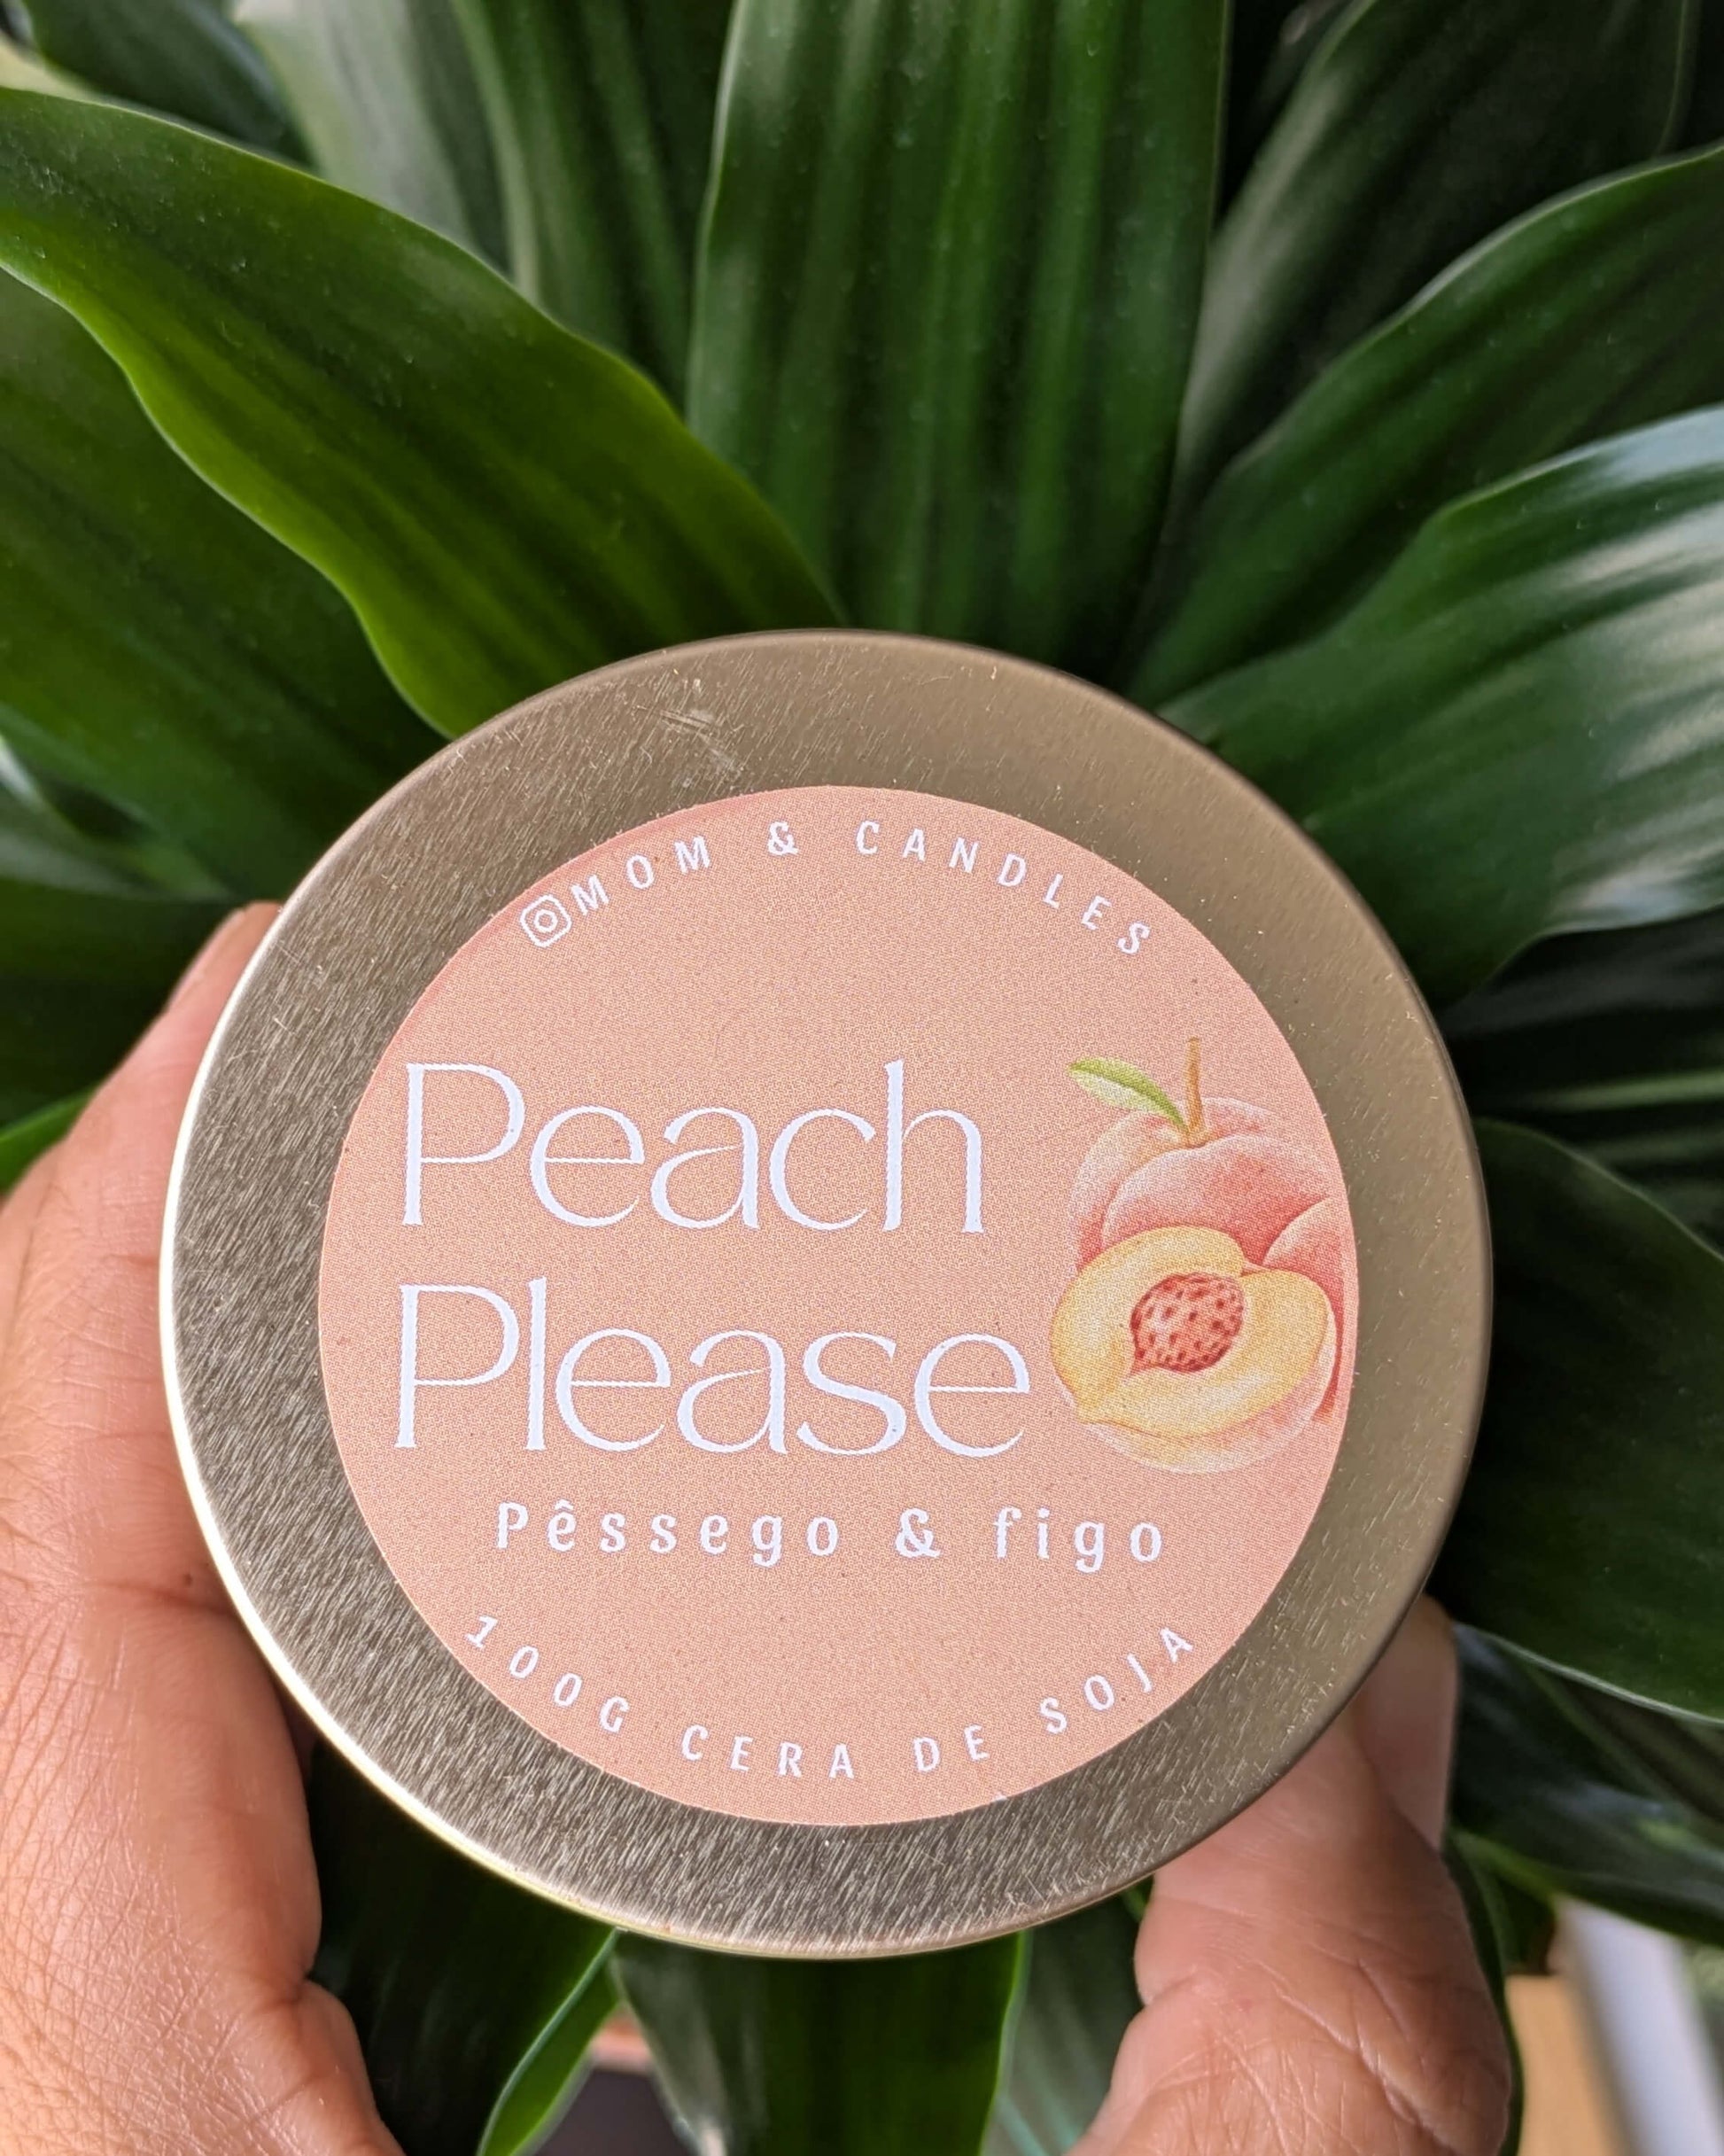 MOM & CANDLES
Peach
Please
Pêssego & figo
100G CERA DE SOJA